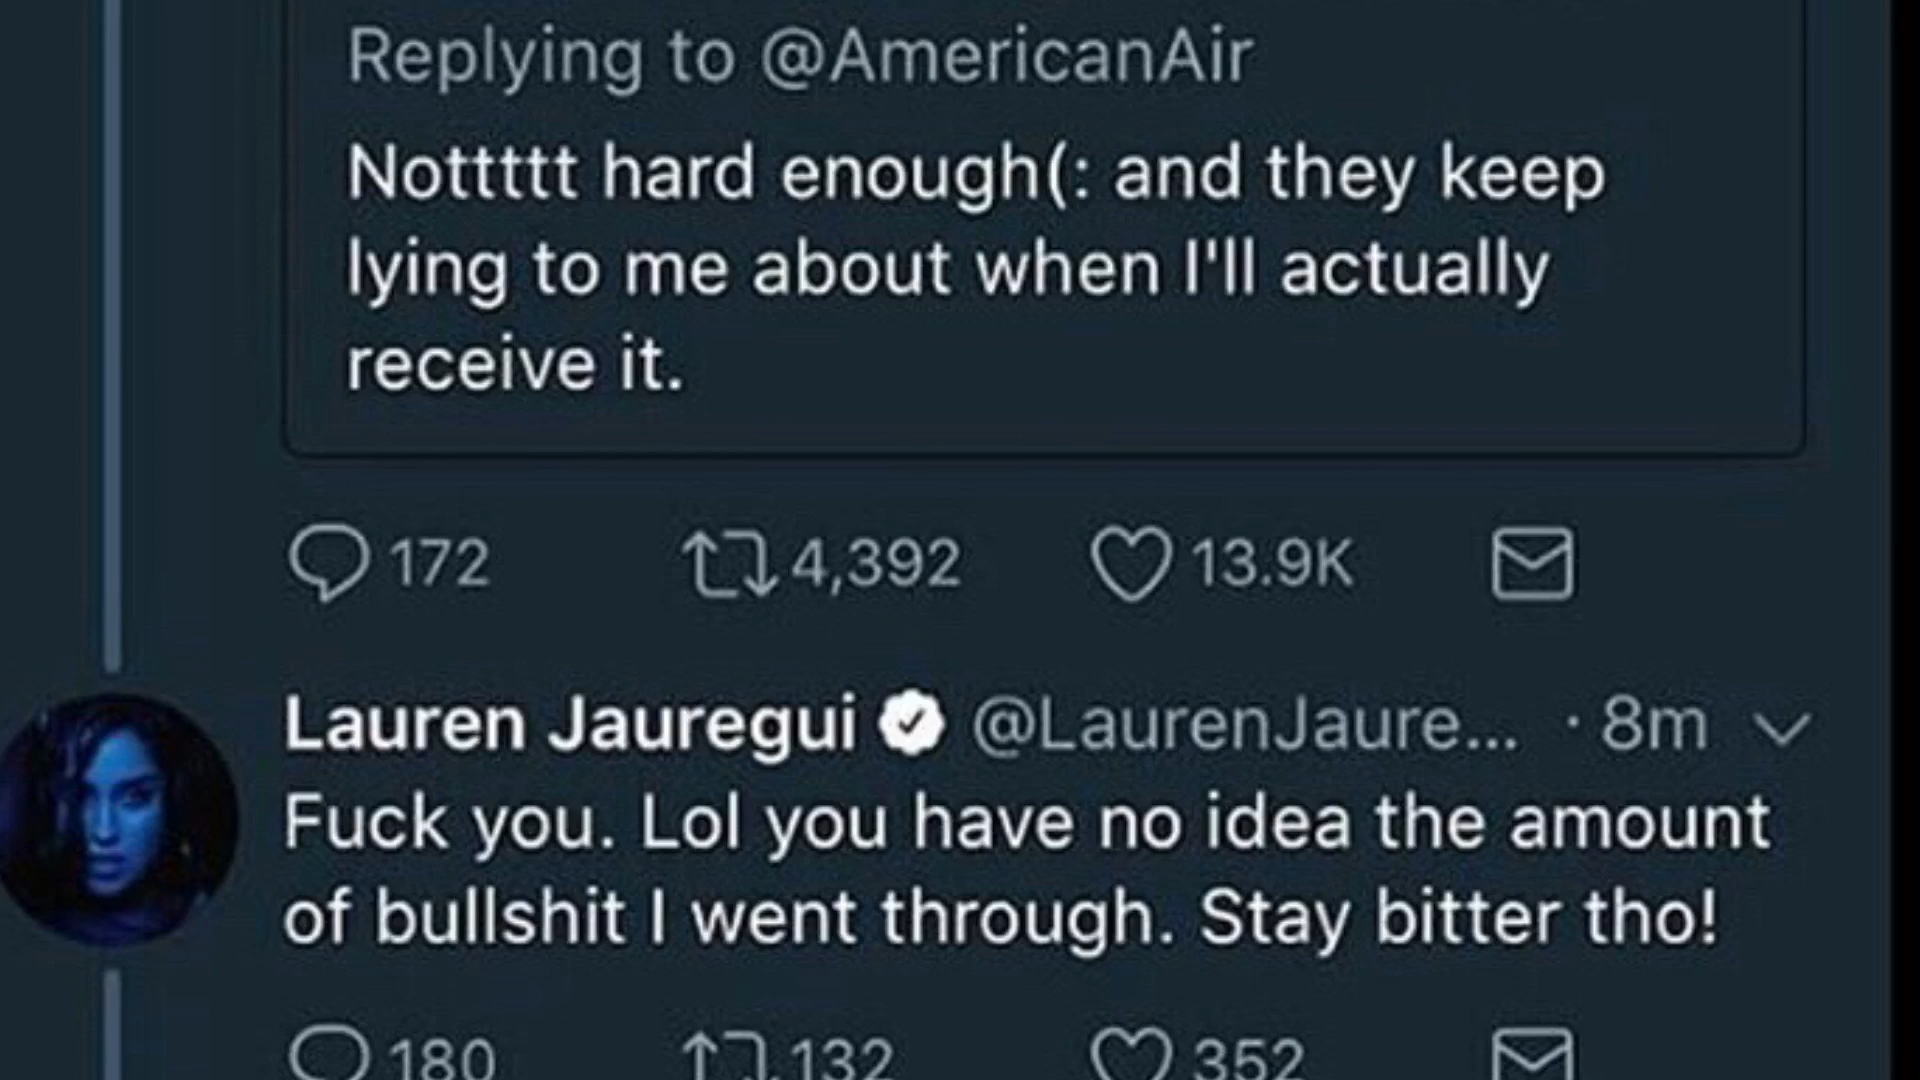 Replying to @AmericanAir
Nottttt hard enough(: and they keep
lying to me about when I'll actually
receive it.
172 4,392 13.9K
Lauren Jauregui @LaurenJaure... · 8m
Fuck you. Lol you have no idea the amount
of bullshit I went through. Stay bitter tho!
180 132 352